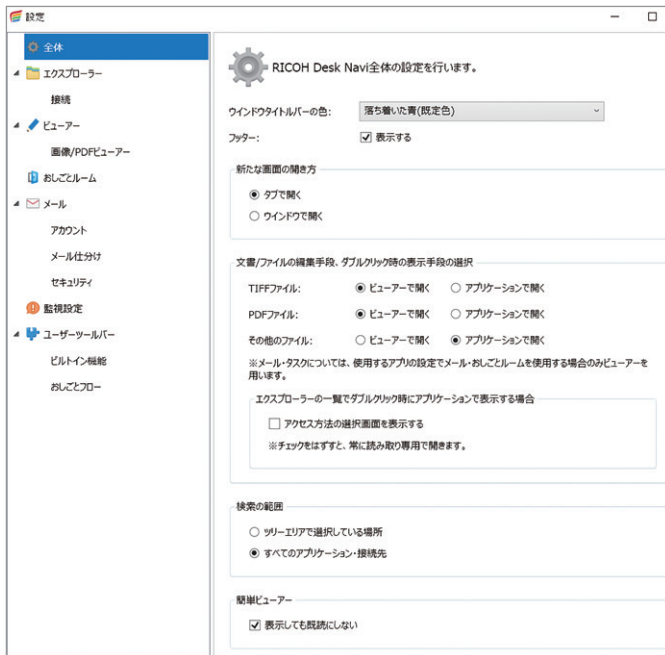 設定
全体
エクスプローラー
接続
ビューアー
画像/PDFビューアー
おしごとルーム
メール
アカウント
メール仕分け
セキュリティ
監視設定
ユーザーツールバー
ビルトイン機能
おしごとフロー
RICOH Desk Navi全体の設定を行います。
ウインドウタイトルバーの色: 落ち着いた青(既定色)
フッター: 表示する
新たな画面の開き方
タブで開く
ウインドウで開く
文書/ファイルの編集手段、ダブルクリック時の表示手段の選択
TIFFファイル: ビューアーで開く アプリケーションで開く
PDFファイル: ビューアーで開く アプリケーションで開く
その他のファイル: ビューアーで開く アプリケーションで開く
※メール・タスクについては、使用するアプリの設定でメール・おしごとルームを使用する場合のみビューアーを
用います。
エクスプローラーの一覧でダブルクリック時にアプリケーションで表示する場合
アクセス方法の選択画面を表示する
※チェックをはずすと、常に読み取り専用で開きます。
検索の範囲
ツリーエリアで選択している場所
すべてのアプリケーション・接続先
簡単ビューアー
表示しても既読にしない